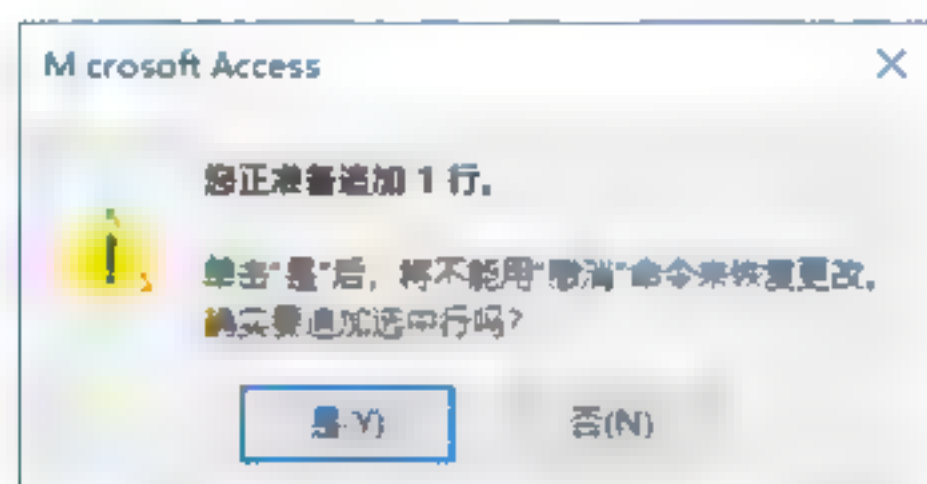 Microsoft Access
您正准备追加 1 行。
单击"是"后，将不能用"取消"命令来恢复更改。
确实要追加选中行吗?
是(Y)
否(N)